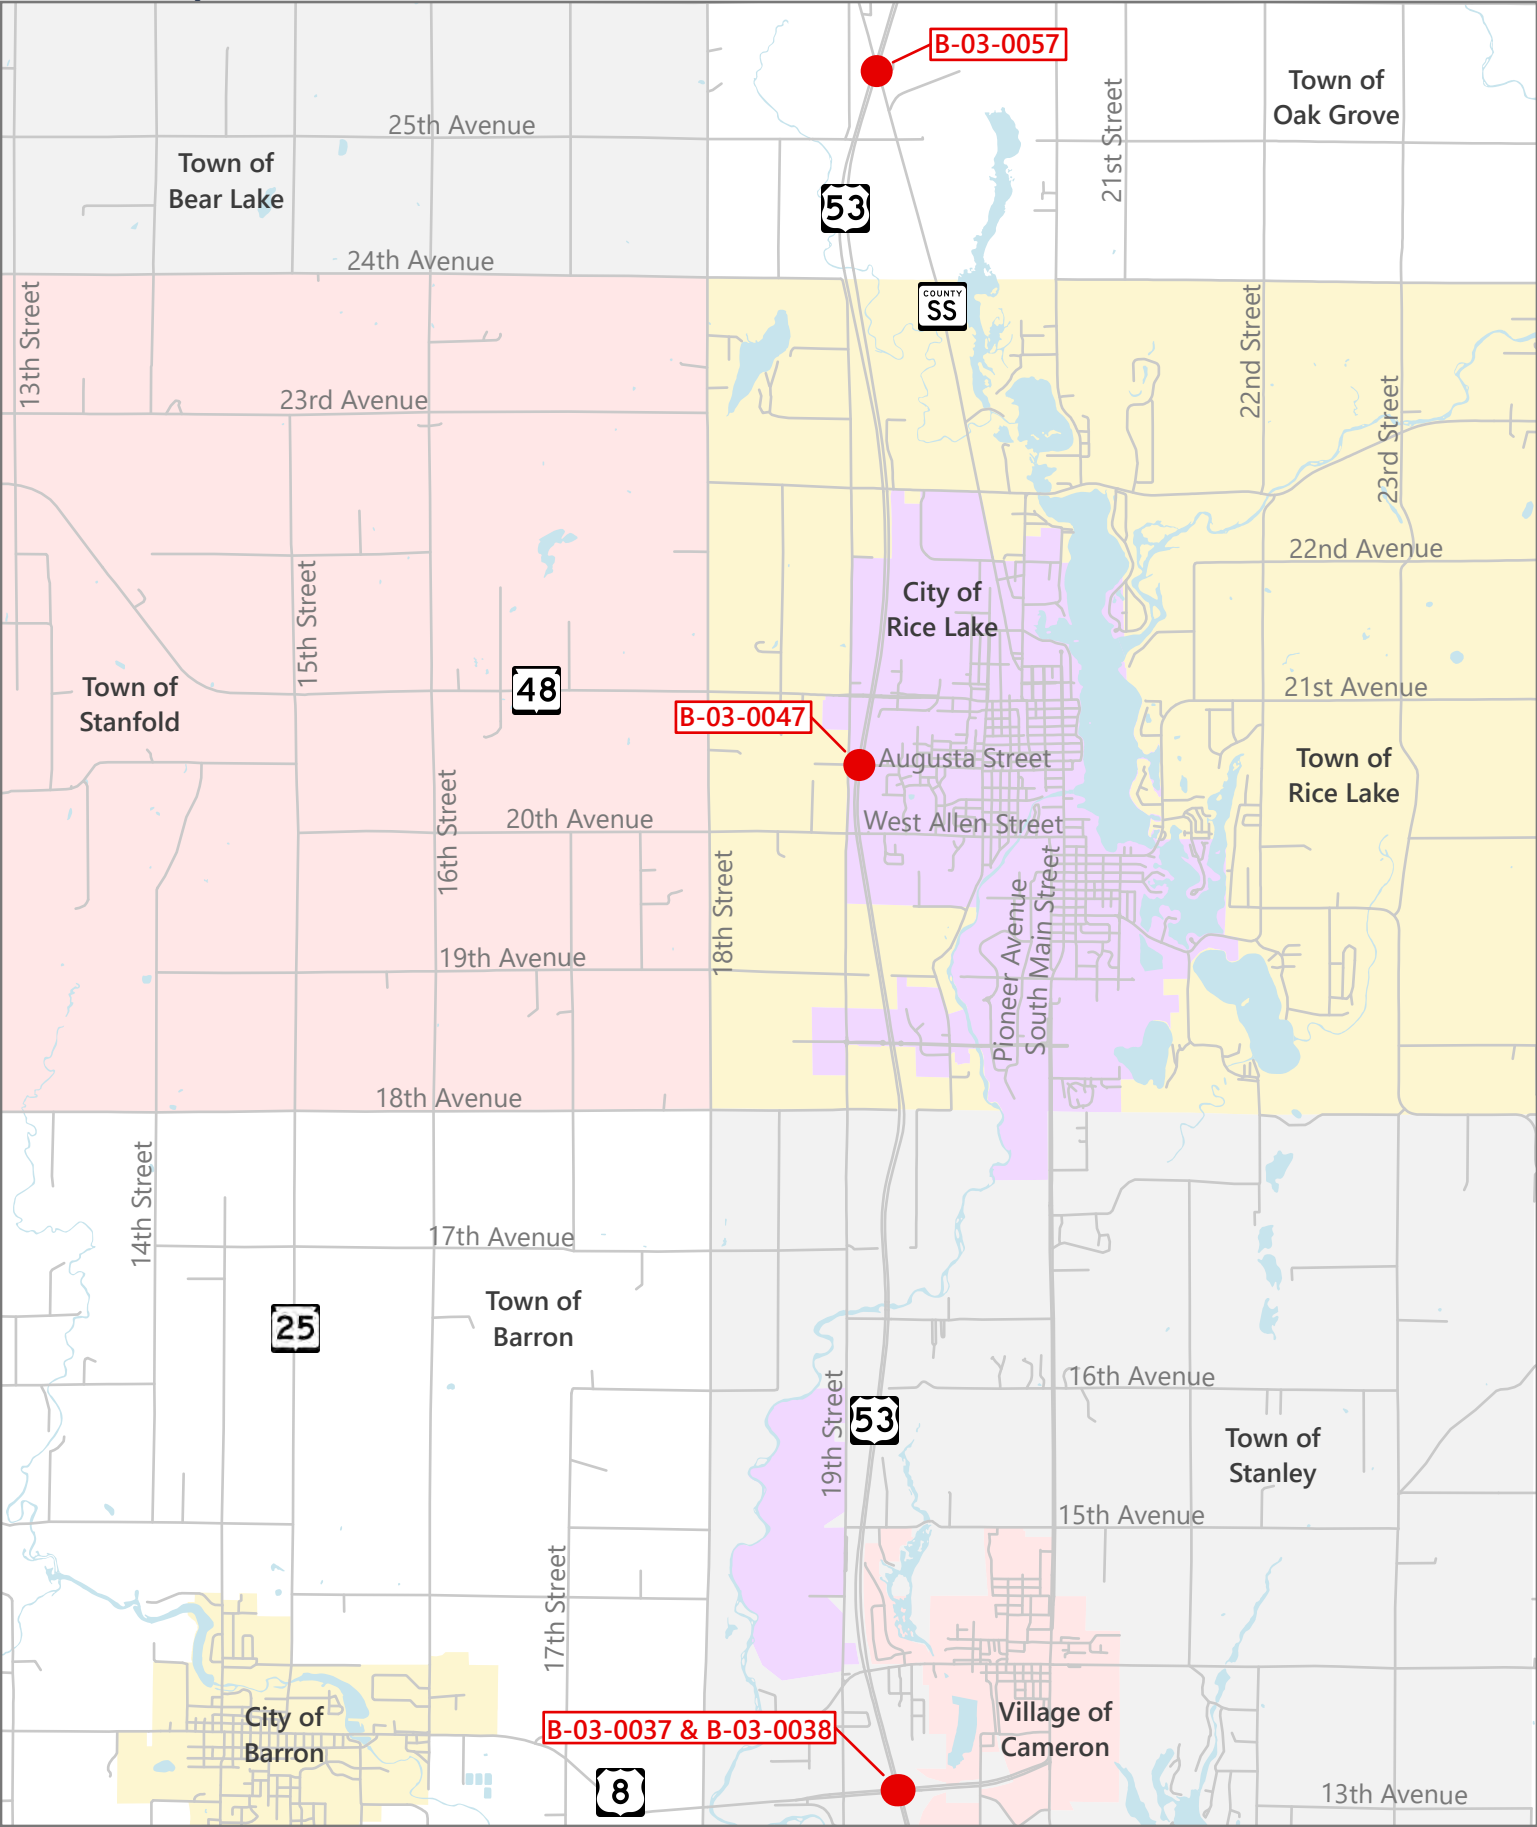 B-03-0057
Town of
Oak Grove
21st Street
25th Avenue
Town of
Bear Lake
53
24th Avenue
COUNTY
SS
13th Street
22nd Street
23rd Avenue
23rd Street
22nd Avenue
City of
Rice Lake
15th Street
48
Town of
Stanfold
21st Avenue
B-03-0047
Augusta Street
Town of
Rice Lake
16th Street
20th Avenue
West Allen Street
18th Street
Pioneer Avenue
South Main Street
19th Avenue
18th Avenue
14th Street
17th Avenue
Town of
Barron
25
16th Avenue
19th Street
53
Town of
Stanley
15th Avenue
17th Street
City of
Barron
B-03-0037 & B-03-0038
Village of
Cameron
8
13th Avenue